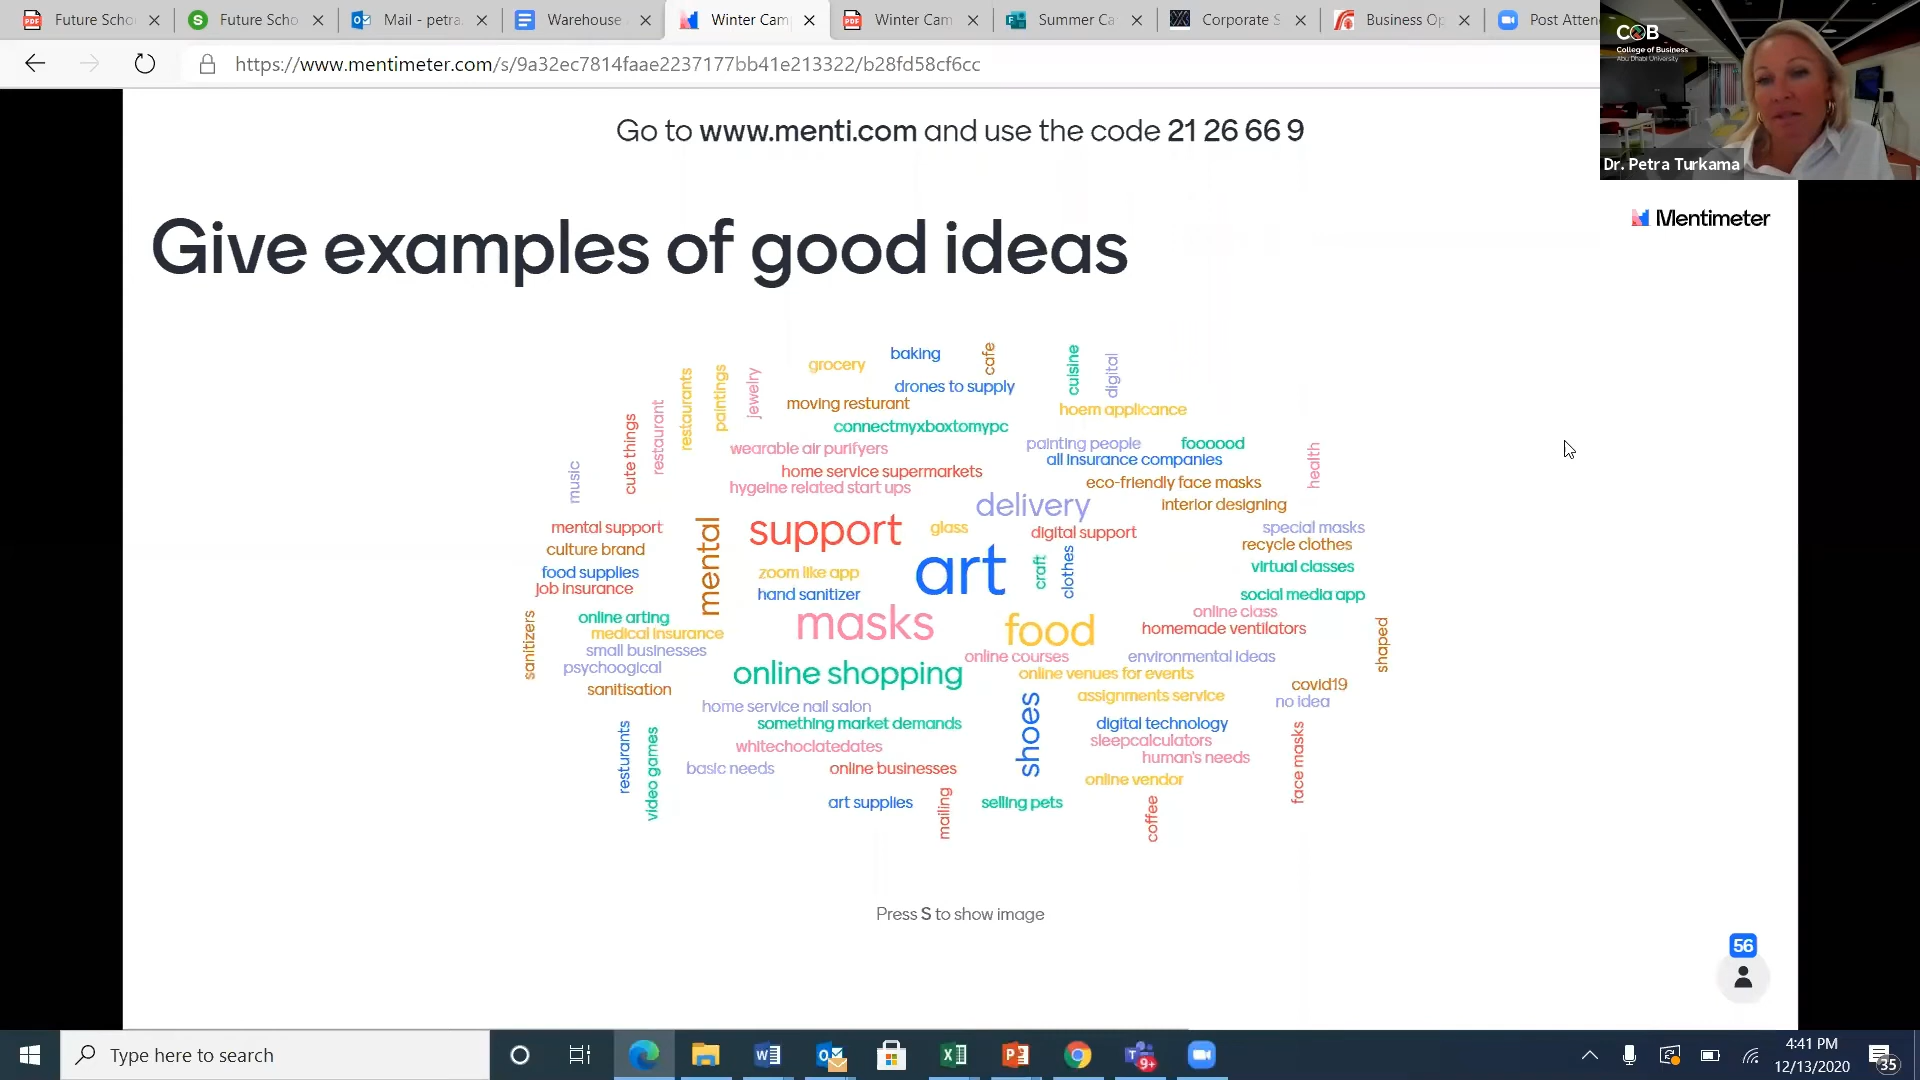 Future Scho
Future Scho
Mail - petra.
Warehouse
Winter Cam
Winter Cam
Summer Ca
Corporate S
Business Op
Post Atten
https://www.mentimeter.com/s/9a32ec7814faae2237177bb41e213322/b28fd58cf6cc
COB
College of Business
Abu Dhabi University
Dr. Petra Turkama
Go to www.menti.com and use the code 21 26 66 9
Mentimeter
Give examples of good ideas
baking
cafe
cuisine
digital
grocery
restaurants
paintings
jewelry
drones to supply
moving resturant
hoem applicance
restaurant
cute things
connectmyxboxtomypc
painting people
foooood
wearable air purifyers
all insurance companies
health
music
home service supermarkets
hygeine related start ups
eco-friendly face masks
delivery
interior designing
mental support
mental
support
glass
digital support
special masks
culture brand
recycle clothes
food supplies
zoom like app
art
craft
clothes
virtual classes
job insurance
hand sanitizer
social media app
sanitizers
online arting
masks
food
online class
shaped
medical insurance
homemade ventilators
small businesses
online courses
environmental ideas
psychoogical
online shopping
online venues for events
sanitisation
assignments service
covid19
no idea
home service nail salon
shoes
something market demands
digital technology
resturants
video games
whitechoclatedates
sleepcalculators
face masks
human's needs
basic needs
online businesses
online vendor
art supplies
mailing
selling pets
coffee
Press S to show image
56
Type here to search
9+
4:41 PM
12/13/2020
35